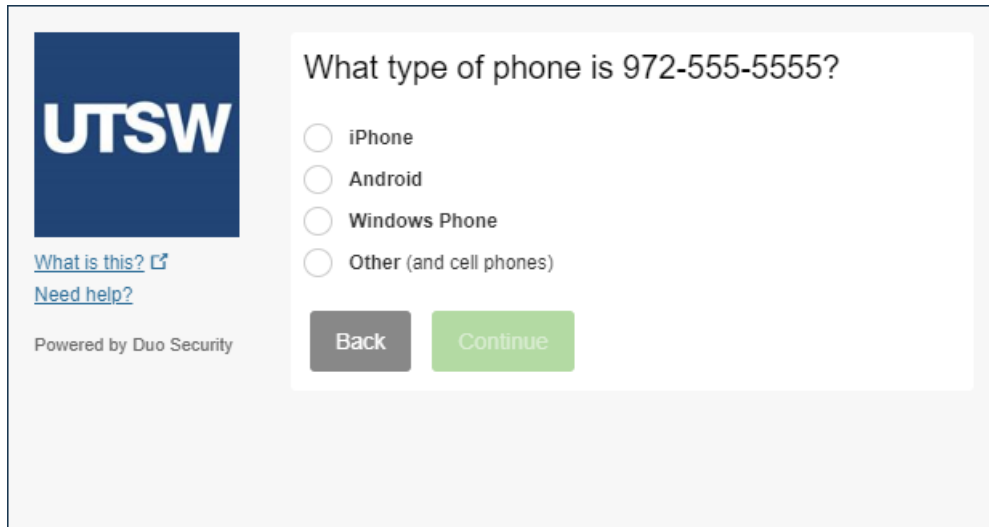 UTSW
What is this?
Need help?
Powered by Duo Security
What type of phone is 972-555-5555?
iPhone
Android
Windows Phone
Other (and cell phones)
Back
Continue